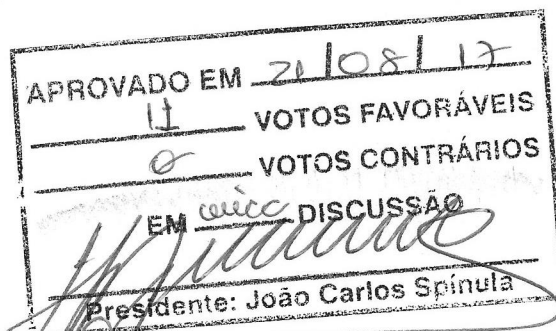 APROVADO EM 21/08/17
11 VOTOS FAVORÁVEIS
0 VOTOS CONTRÁRIOS
EM única DISCUSSÃO
Presidente: João Carlos Spínula